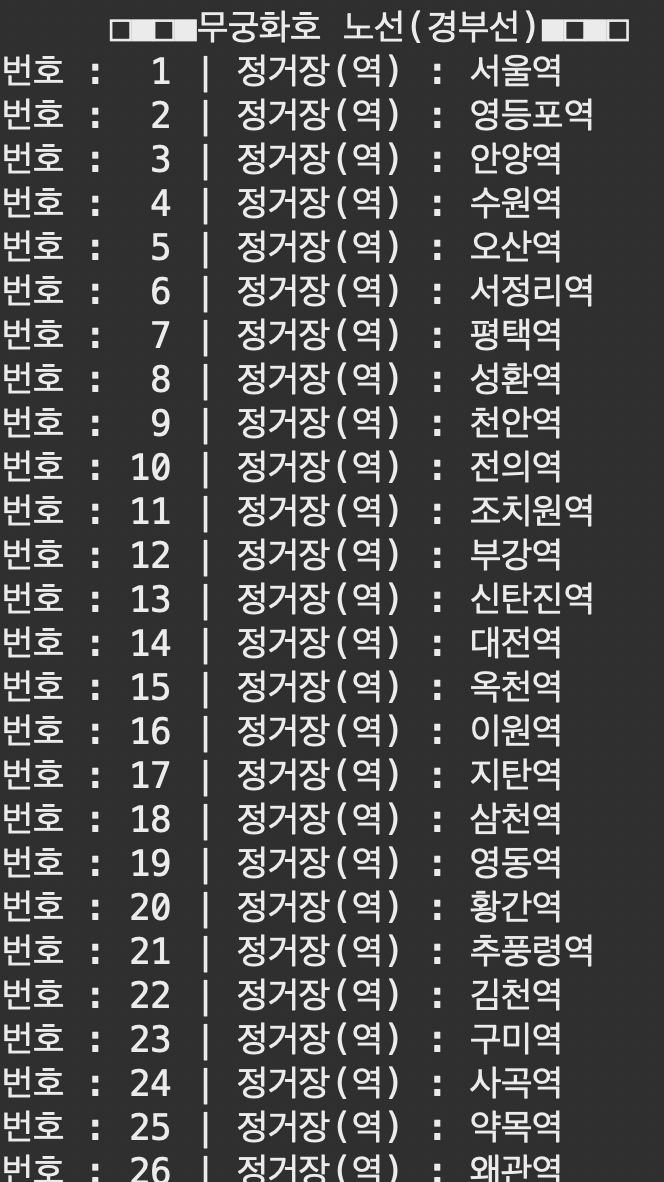 □■□■무궁화호 노선(경부선)■□■□
번호 :  1 | 정거장(역) : 서울역
번호 :  2 | 정거장(역) : 영등포역
번호 :  3 | 정거장(역) : 안양역
번호 :  4 | 정거장(역) : 수원역
번호 :  5 | 정거장(역) : 오산역
번호 :  6 | 정거장(역) : 서정리역
번호 :  7 | 정거장(역) : 평택역
번호 :  8 | 정거장(역) : 성환역
번호 :  9 | 정거장(역) : 천안역
번호 : 10 | 정거장(역) : 전의역
번호 : 11 | 정거장(역) : 조치원역
번호 : 12 | 정거장(역) : 부강역
번호 : 13 | 정거장(역) : 신탄진역
번호 : 14 | 정거장(역) : 대전역
번호 : 15 | 정거장(역) : 옥천역
번호 : 16 | 정거장(역) : 이원역
번호 : 17 | 정거장(역) : 지탄역
번호 : 18 | 정거장(역) : 삼천역
번호 : 19 | 정거장(역) : 영동역
번호 : 20 | 정거장(역) : 황간역
번호 : 21 | 정거장(역) : 추풍령역
번호 : 22 | 정거장(역) : 김천역
번호 : 23 | 정거장(역) : 구미역
번호 : 24 | 정거장(역) : 사곡역
번호 : 25 | 정거장(역) : 약목역
번호 : 26 | 정거장(역) : 왜관역